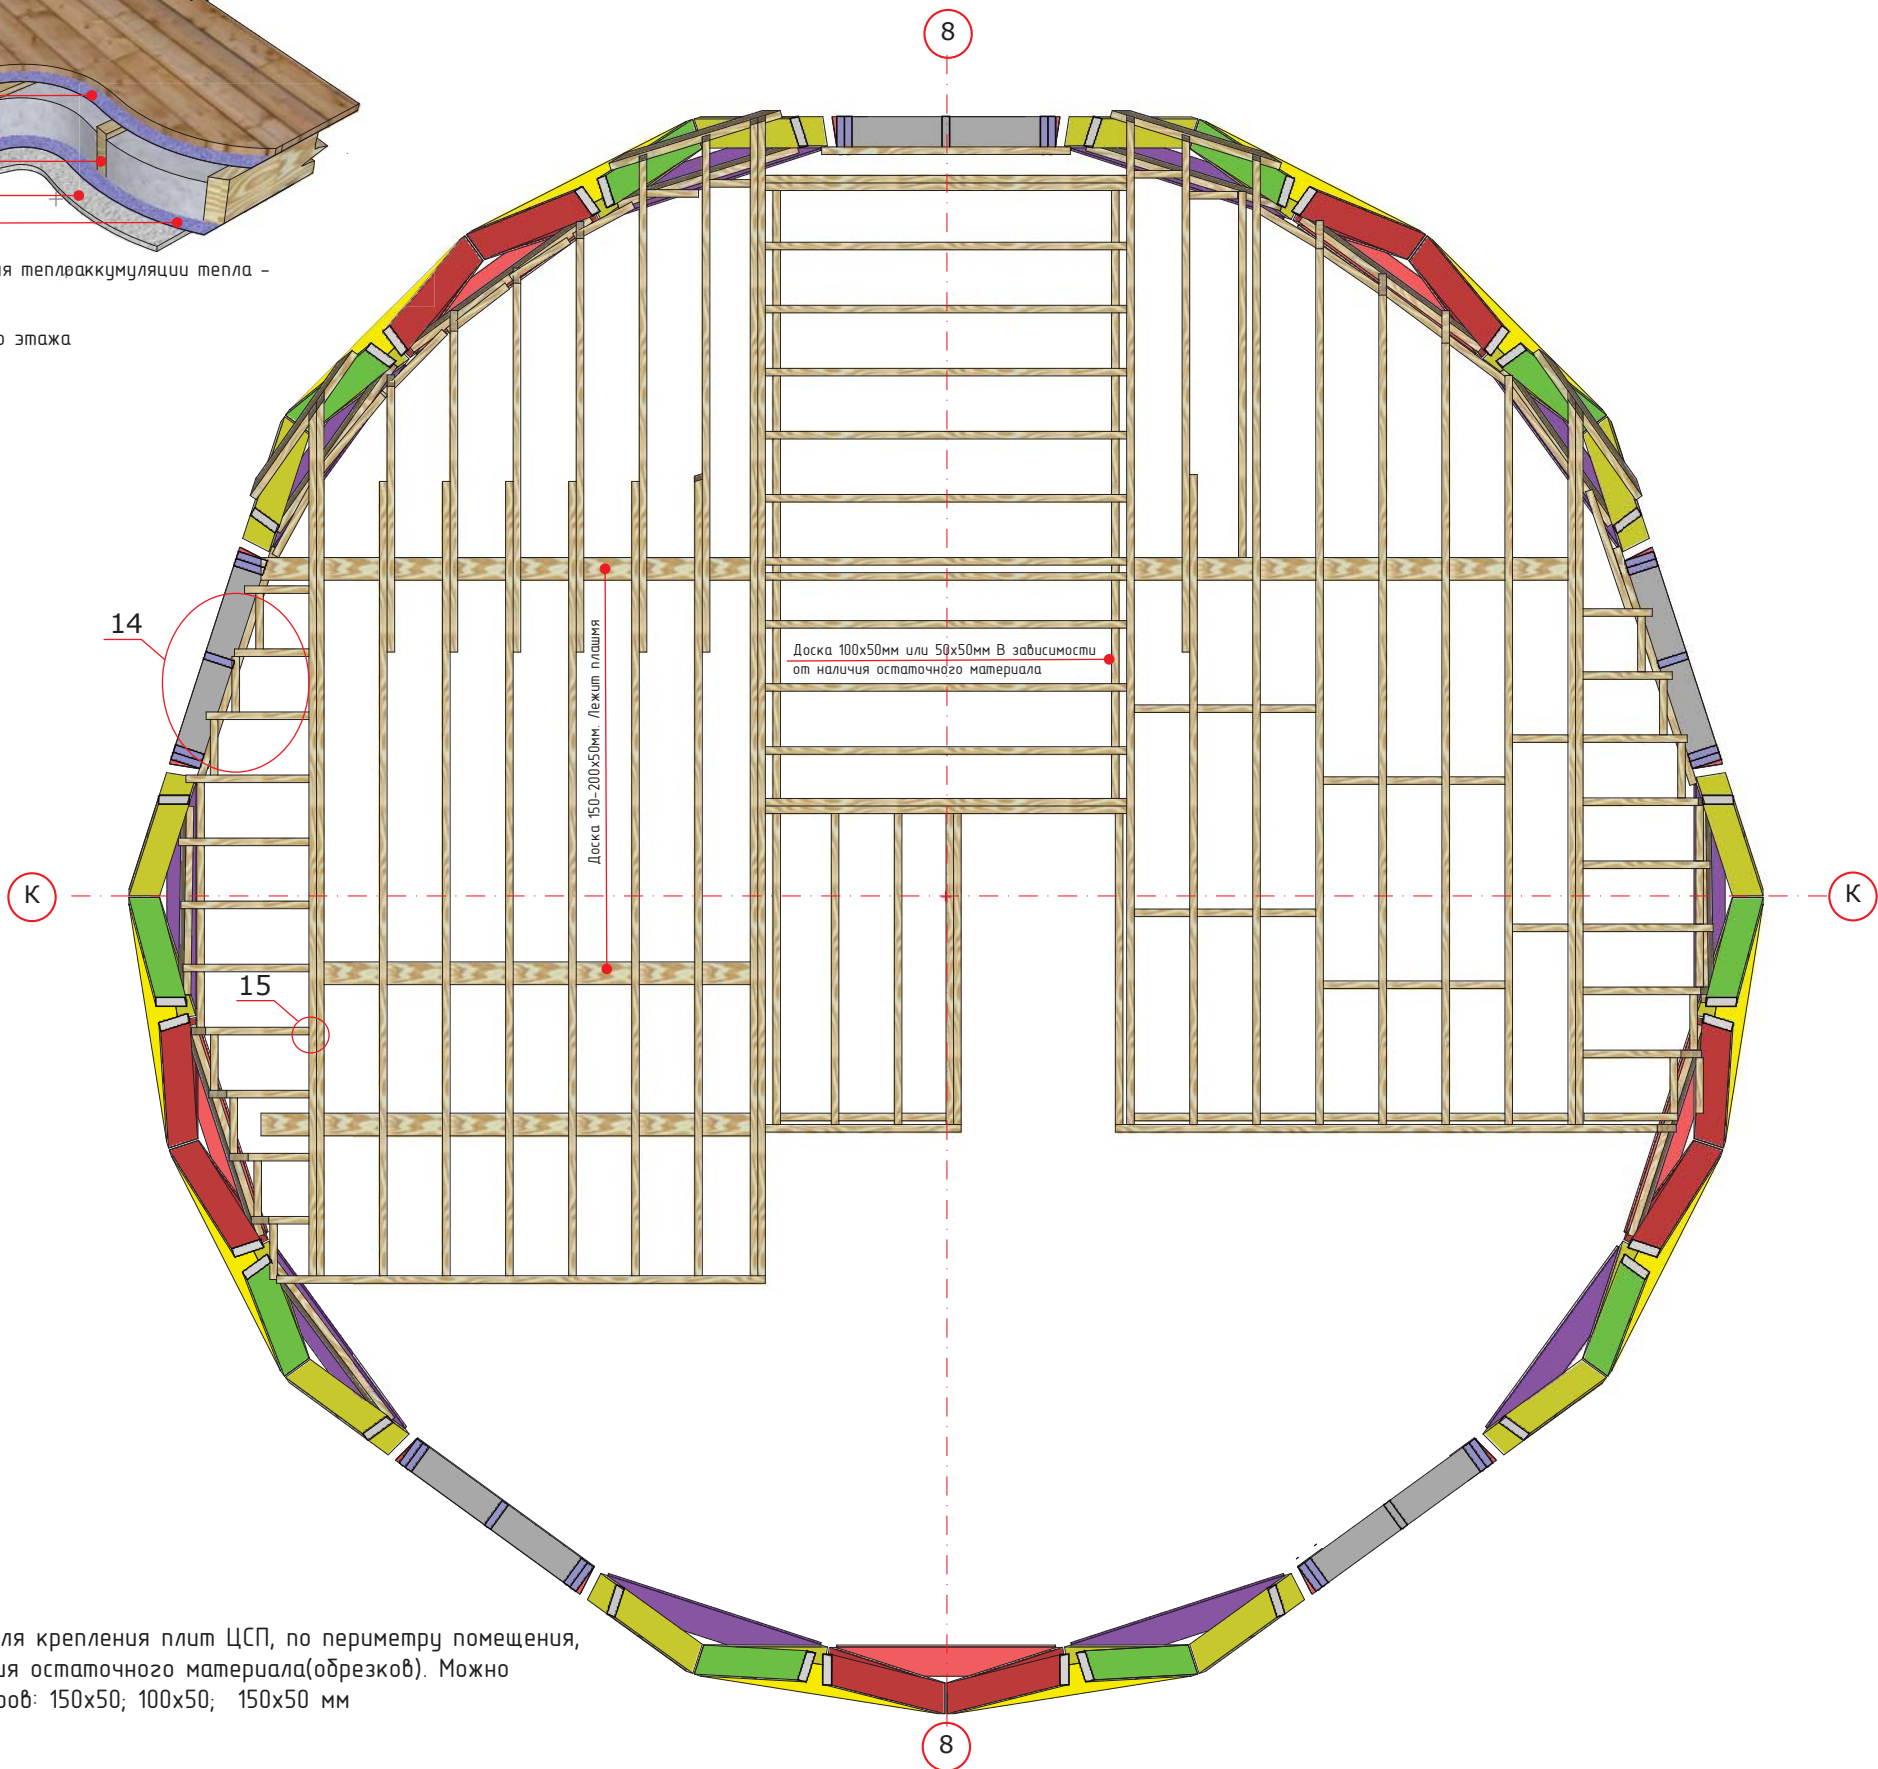 8
я теплоаккумуляции тепла -
о этажа
14
Доска 150-200х50мм. Лежит плашмя
Доска 100х50мм или 50х50мм В зависимости
от наличия остаточного материала
К
К
15
ля крепления плит ЦСП, по периметру помещения,
ия остаточного материала(обрезков). Можно
ров: 150х50; 100х50; 150х50 мм
8